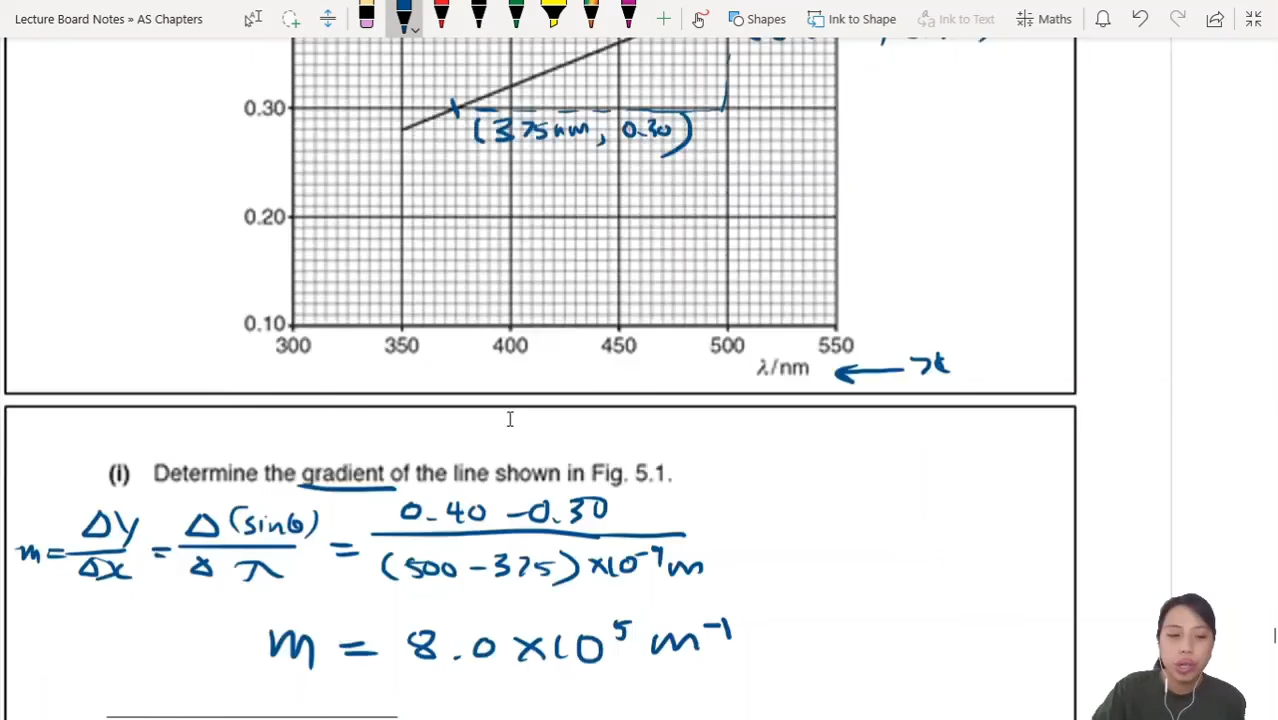 Lecture Board Notes » AS Chapters
Shapes
Ink to Shape
Ink to Text
Maths
0.30
(375nm, 0.30)
0.20
0.10
300 350 400 450 500 550
λ/nm ← x
(i) Determine the gradient of the line shown in Fig. 5.1.
m = Δy/Δx = Δ(sinθ)/Δλ = 0.40 - 0.30/(500 - 375) × 10⁻⁹ m
m = 8.0 × 10⁵ m⁻¹